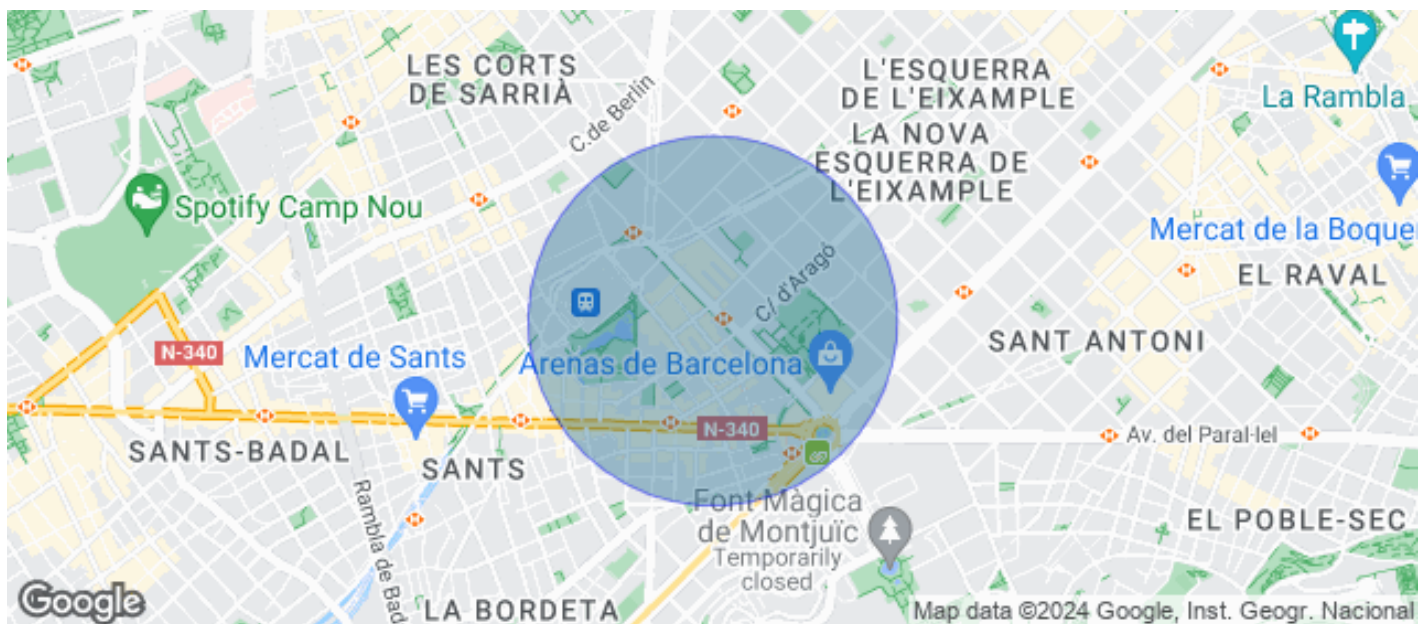 LES CORTS
DE SARRIÀ
C. de Berlín
L'ESQUERRA
DE L'EIXAMPLE
La Rambla
LA NOVA
ESQUERRA DE
L'EIXAMPLE
Spotify Camp Nou
Mercat de la Boquer
C/ d'Aragó
EL RAVAL
N-340
Mercat de Sants
Arenas de Barcelona
SANT ANTONI
N-340
Av. del Paral·lel
SANTS-BADAL
SANTS
Rambla de Bad
Font Màgica
de Montjuïc
Temporarily
closed
EL POBLE-SEC
Google
LA BORDETA
Map data ©2024 Google, Inst. Geogr. Nacional